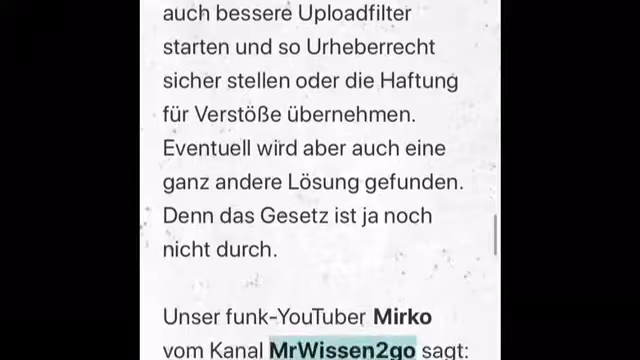 auch bessere Uploadfilter
starten und so Urheberrecht
sicher stellen oder die Haftung
für Verstöße übernehmen.
Eventuell wird aber auch eine
ganz andere Lösung gefunden.
Denn das Gesetz ist ja noch
nicht durch.
Unser funk-YouTuber Mirko
vom Kanal MrWissen2go sagt: